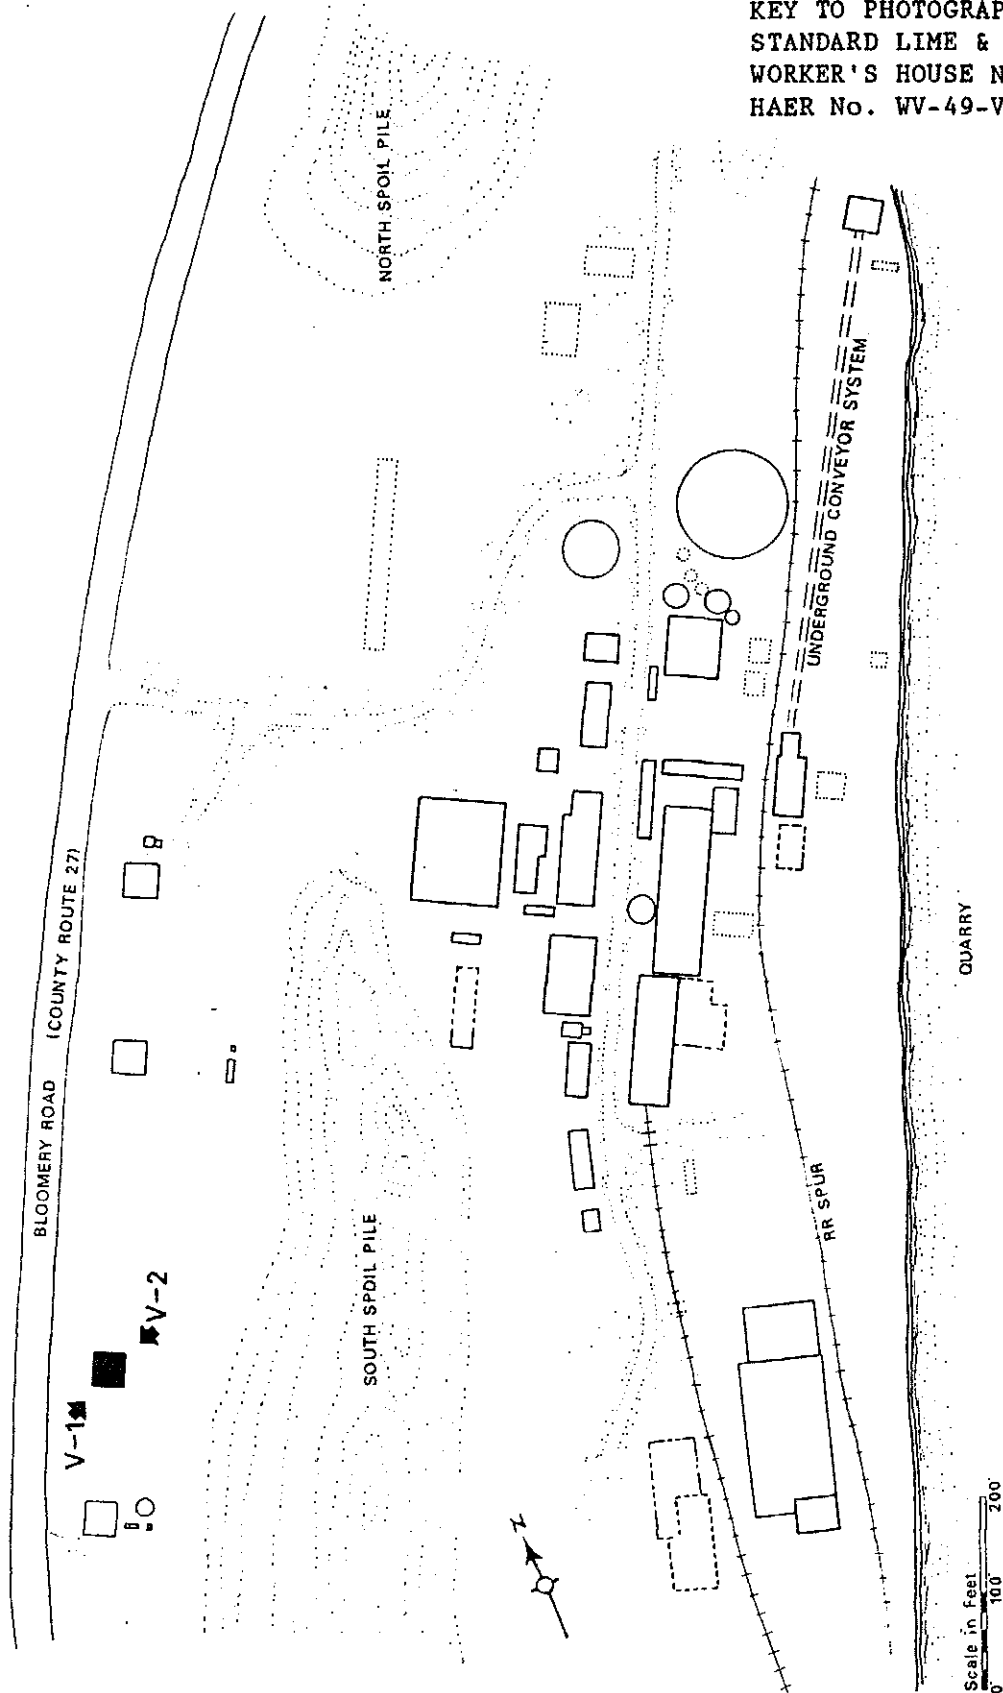 KEY TO PHOTOGRAP
STANDARD LIME &
WORKER'S HOUSE N
HAER No. WV-49-V
NORTH SPOIL PILE
BLOOMERY ROAD (COUNTY ROUTE 27)
UNDERGROUND CONVEYOR SYSTEM
QUARRY
SOUTH SPOIL PILE
RR SPUR
V-2
V-1
N
Scale in Feet
0' 100' 200'